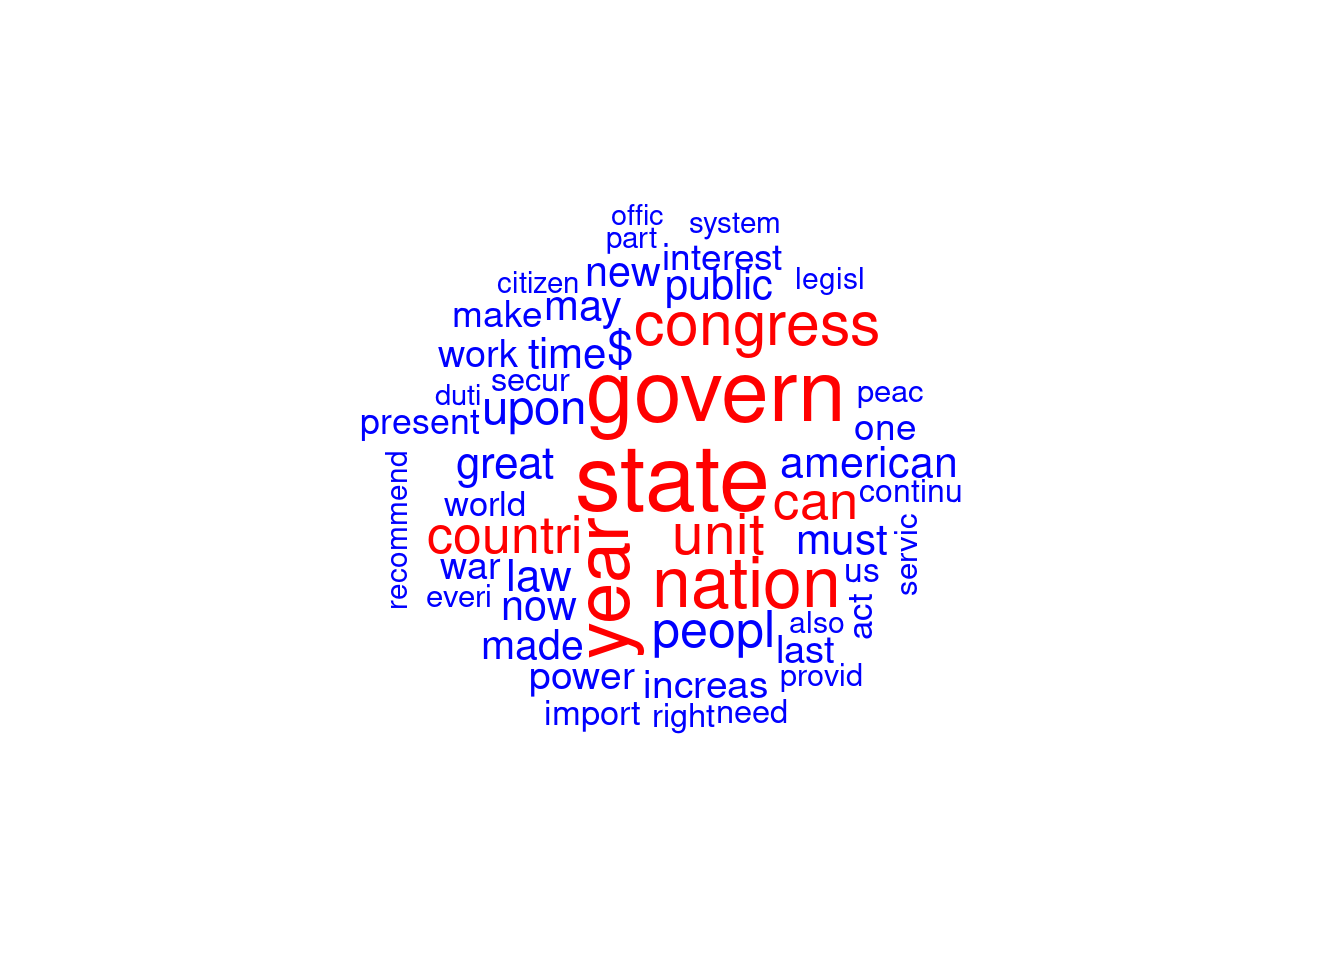 offic
system
part
interest
new
citizen
public
legisl
make
may
congress
work
time
$
secur
govern
peac
duti
present
upon
one
great
state
american
world
can
continu
recommend
countri
year
unit
must
servic
war
law
nation
us
everi
now
act
made
peopl
also
last
power
increas
provid
import
right
need